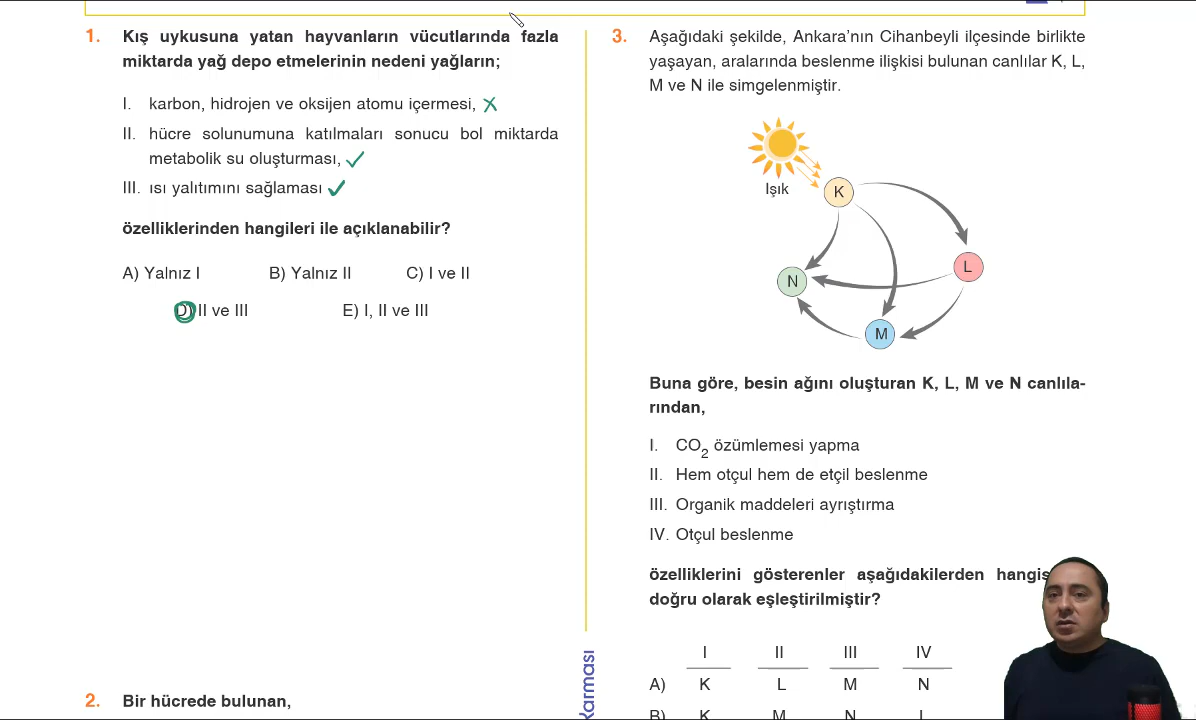 1. Kış uykusuna yatan hayvanların vücutlarında fazla
miktarda yağ depo etmelerinin nedeni yağların;
I. karbon, hidrojen ve oksijen atomu içermesi,
II. hücre solunumuna katılmaları sonucu bol miktarda
metabolik su oluşturması,
III. ısı yalıtımını sağlaması
özelliklerinden hangileri ile açıklanabilir?
A) Yalnız I B) Yalnız II C) I ve II
D) II ve III E) I, II ve III
2. Bir hücrede bulunan,
Karması
3. Aşağıdaki şekilde, Ankara'nın Cihanbeyli ilçesinde birlikte
yaşayan, aralarında beslenme ilişkisi bulunan canlılar K, L,
M ve N ile simgelenmiştir.
Işık
K
L
N
M
Buna göre, besin ağını oluşturan K, L, M ve N canlıla-
rından,
I. CO2 özümlemesi yapma
II. Hem otçul hem de etçil beslenme
III. Organik maddeleri ayrıştırma
IV. Otçul beslenme
özelliklerini gösterenler aşağıdakilerden hangis
doğru olarak eşleştirilmiştir?
I II III IV
A) K L M N
B) K M N L